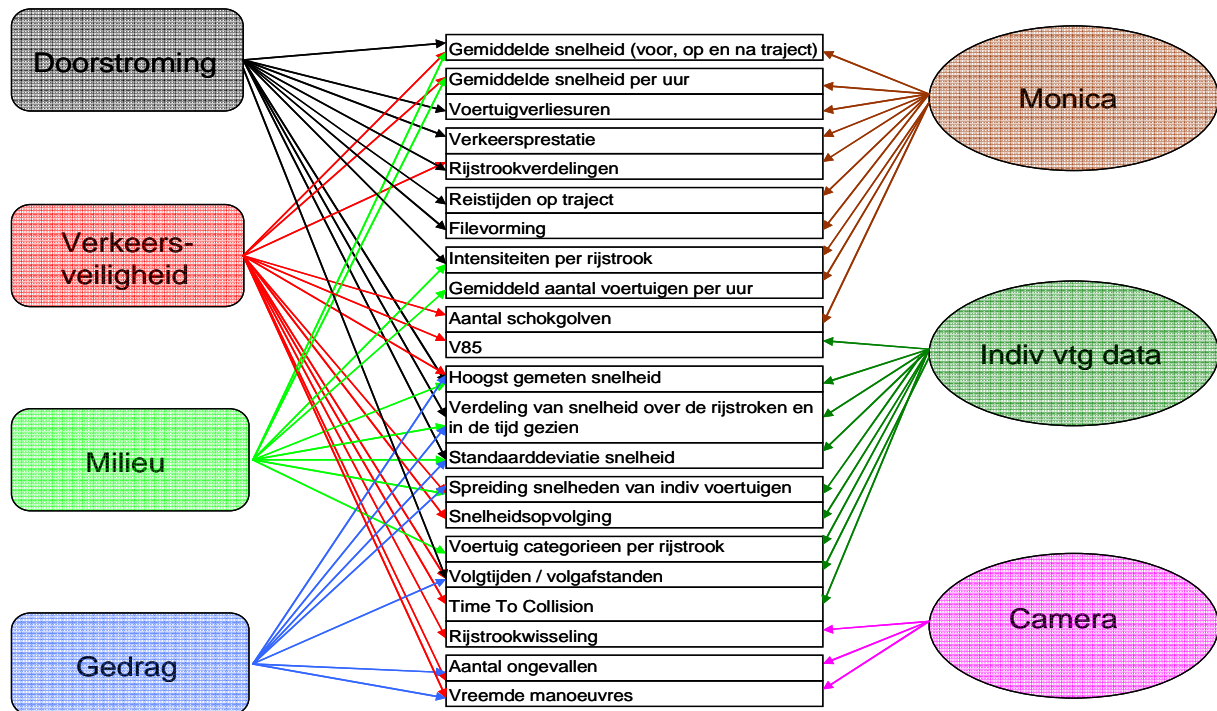 Doorstroming
Verkeers-
veiligheid
Milieu
Gedrag
Gemiddelde snelheid (voor, op en na traject)
Gemiddelde snelheid per uur
Voertuigverliesuren
Verkeersprestatie
Rijstrookverdelingen
Reistijden op traject
Filevorming
Intensiteiten per rijstrook
Gemiddeld aantal voertuigen per uur
Aantal schokgolven
V85
Hoogst gemeten snelheid
Verdeling van snelheid over de rijstroken en
in de tijd gezien
Standaarddeviatie snelheid
Spreiding snelheden van indiv voertuigen
Snelheidsopvolging
Voertuig categorieen per rijstrook
Volgtijden / volgafstanden
Time To Collision
Rijstrookwisseling
Aantal ongevallen
Vreemde manoeuvres
Monica
Indiv vtg data
Camera